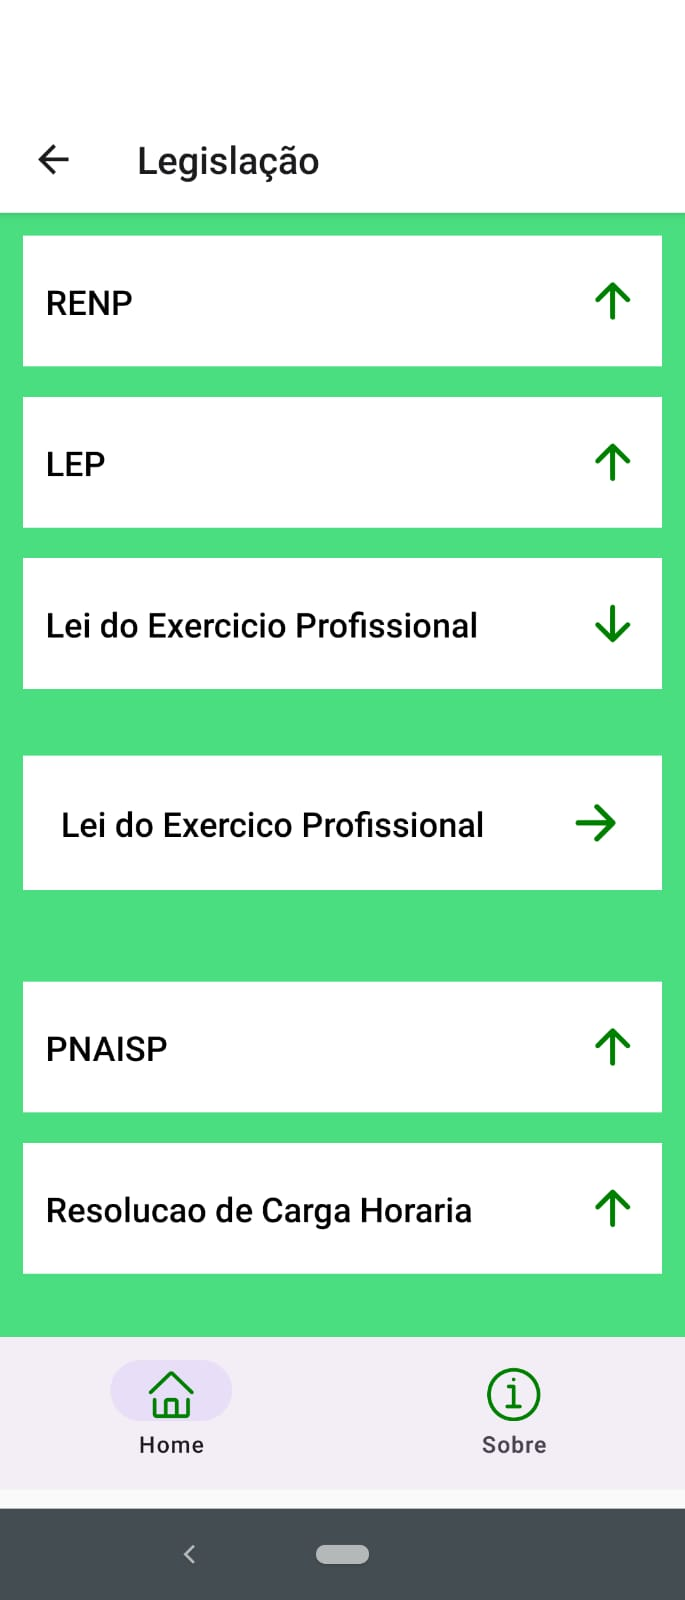 Legislação
RENP
LEP
Lei do Exercicio Profissional
Lei do Exercico Profissional
PNAISP
Resolucao de Carga Horaria
Home
Sobre